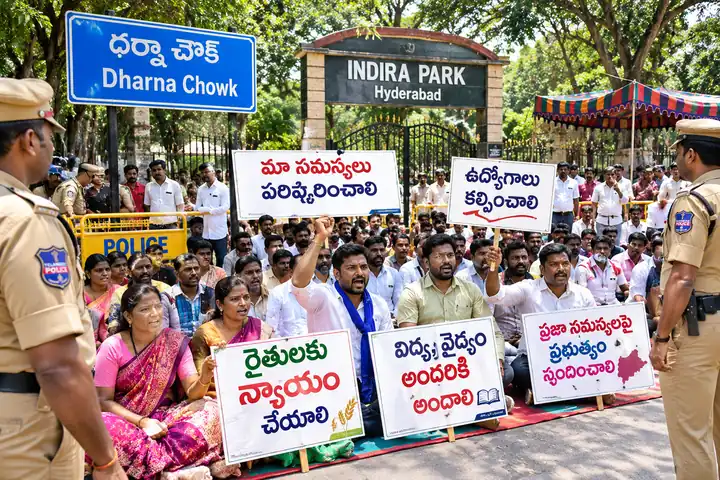 ధర్నా చౌక్
Dharna Chowk
INDIRA PARK
Hyderabad
మా సమస్యలు
పరిష్కరించాలి
ఉద్యోగాలు
కల్పించాలి
POLICE
రైతులకు
న్యాయం
చేయాలి
విద్య, వైద్యం
అందరికి
అందాలి
ప్రజా సమస్యలపై
ప్రభుత్వం
స్పందించాలి
POLICE